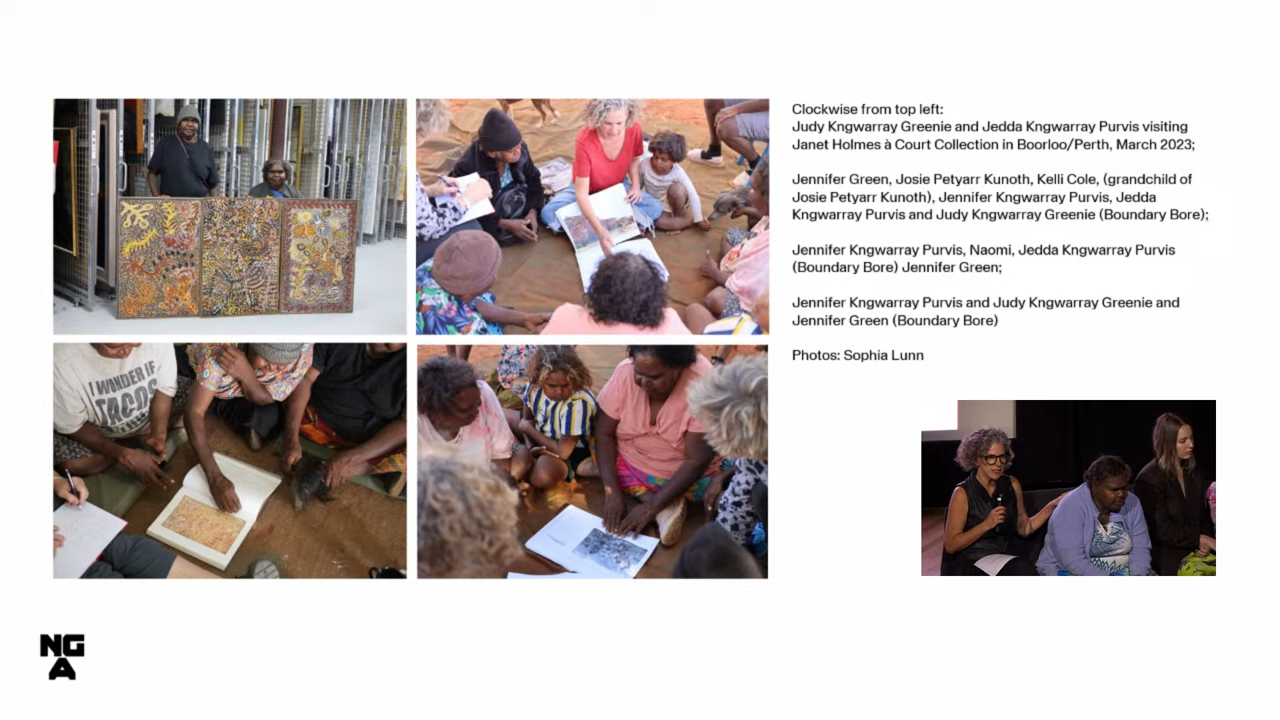 Clockwise from top left:
Judy Kngwarray Greenie and Jedda Kngwarray Purvis visiting
Janet Holmes à Court Collection in Boorloo/Perth, March 2023;
Jennifer Green, Josie Petyarr Kunoth, Kelli Cole, (grandchild of
Josie Petyarr Kunoth), Jennifer Kngwarray Purvis, Jedda
Kngwarray Purvis and Judy Kngwarray Greenie (Boundary Bore);
Jennifer Kngwarray Purvis, Naomi, Jedda Kngwarray Purvis
(Boundary Bore) Jennifer Green;
Jennifer Kngwarray Purvis and Judy Kngwarray Greenie and
Jennifer Green (Boundary Bore)
Photos: Sophia Lunn
I WONDER IF
TACOS
NG
A